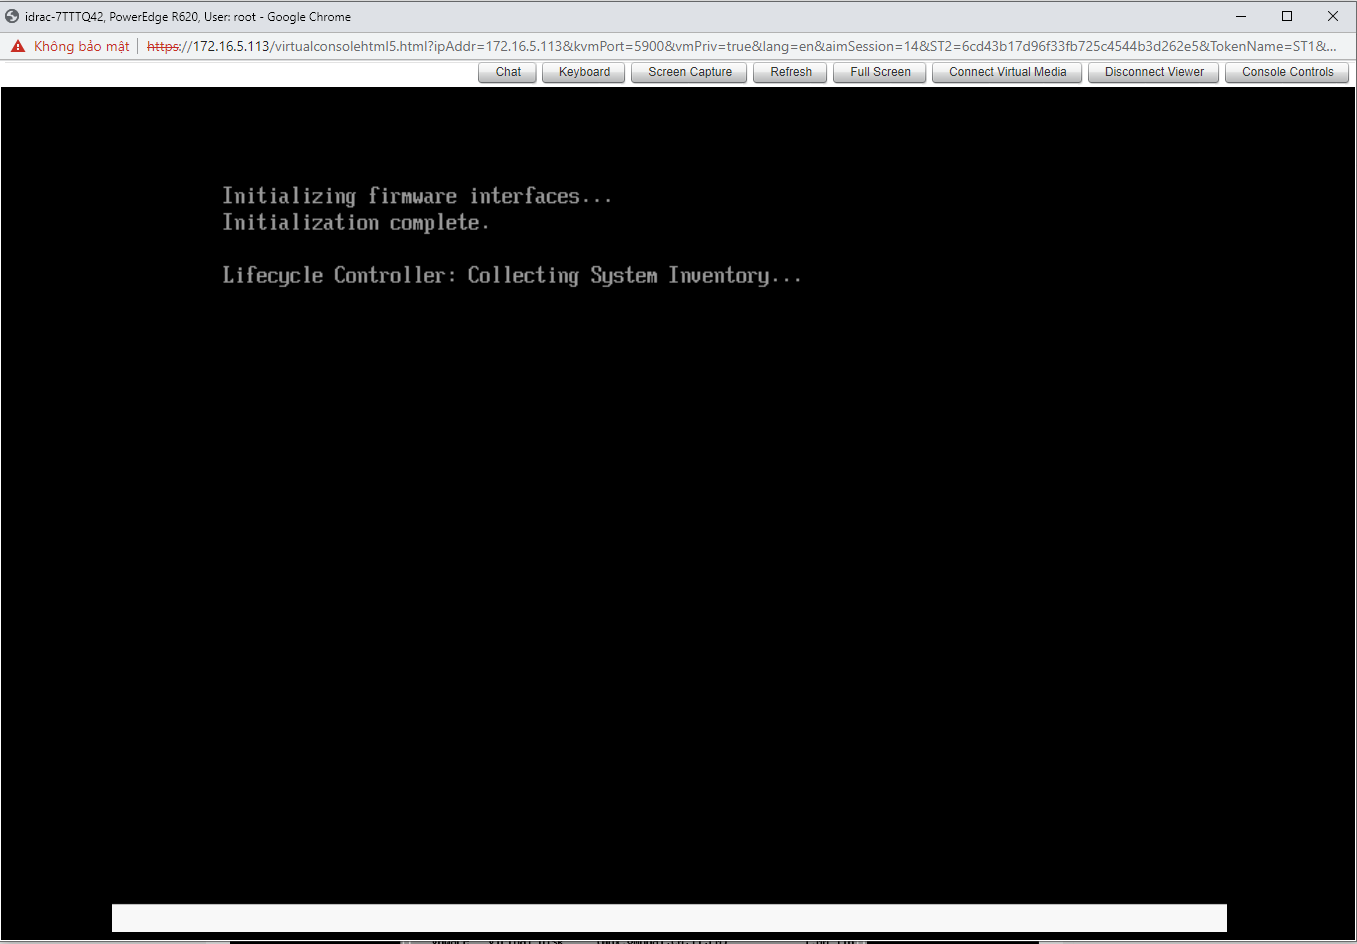 idrac-7TTTQ42, PowerEdge R620, User: root - Google Chrome
Không bảo mật https://172.16.5.113/virtualconsolehtml5.html?ipAddr=172.16.5.113&kvmPort=5900&vmPriv=true&lang=en&aimSession=14&ST2=6cd43b17d96f33fb725c4544b3d262e5&TokenName=ST1&...
Chat Keyboard Screen Capture Refresh Full Screen Connect Virtual Media Disconnect Viewer Console Controls
Initializing firmware interfaces...
Initialization complete.
Lifecycle Controller: Collecting System Inventory...